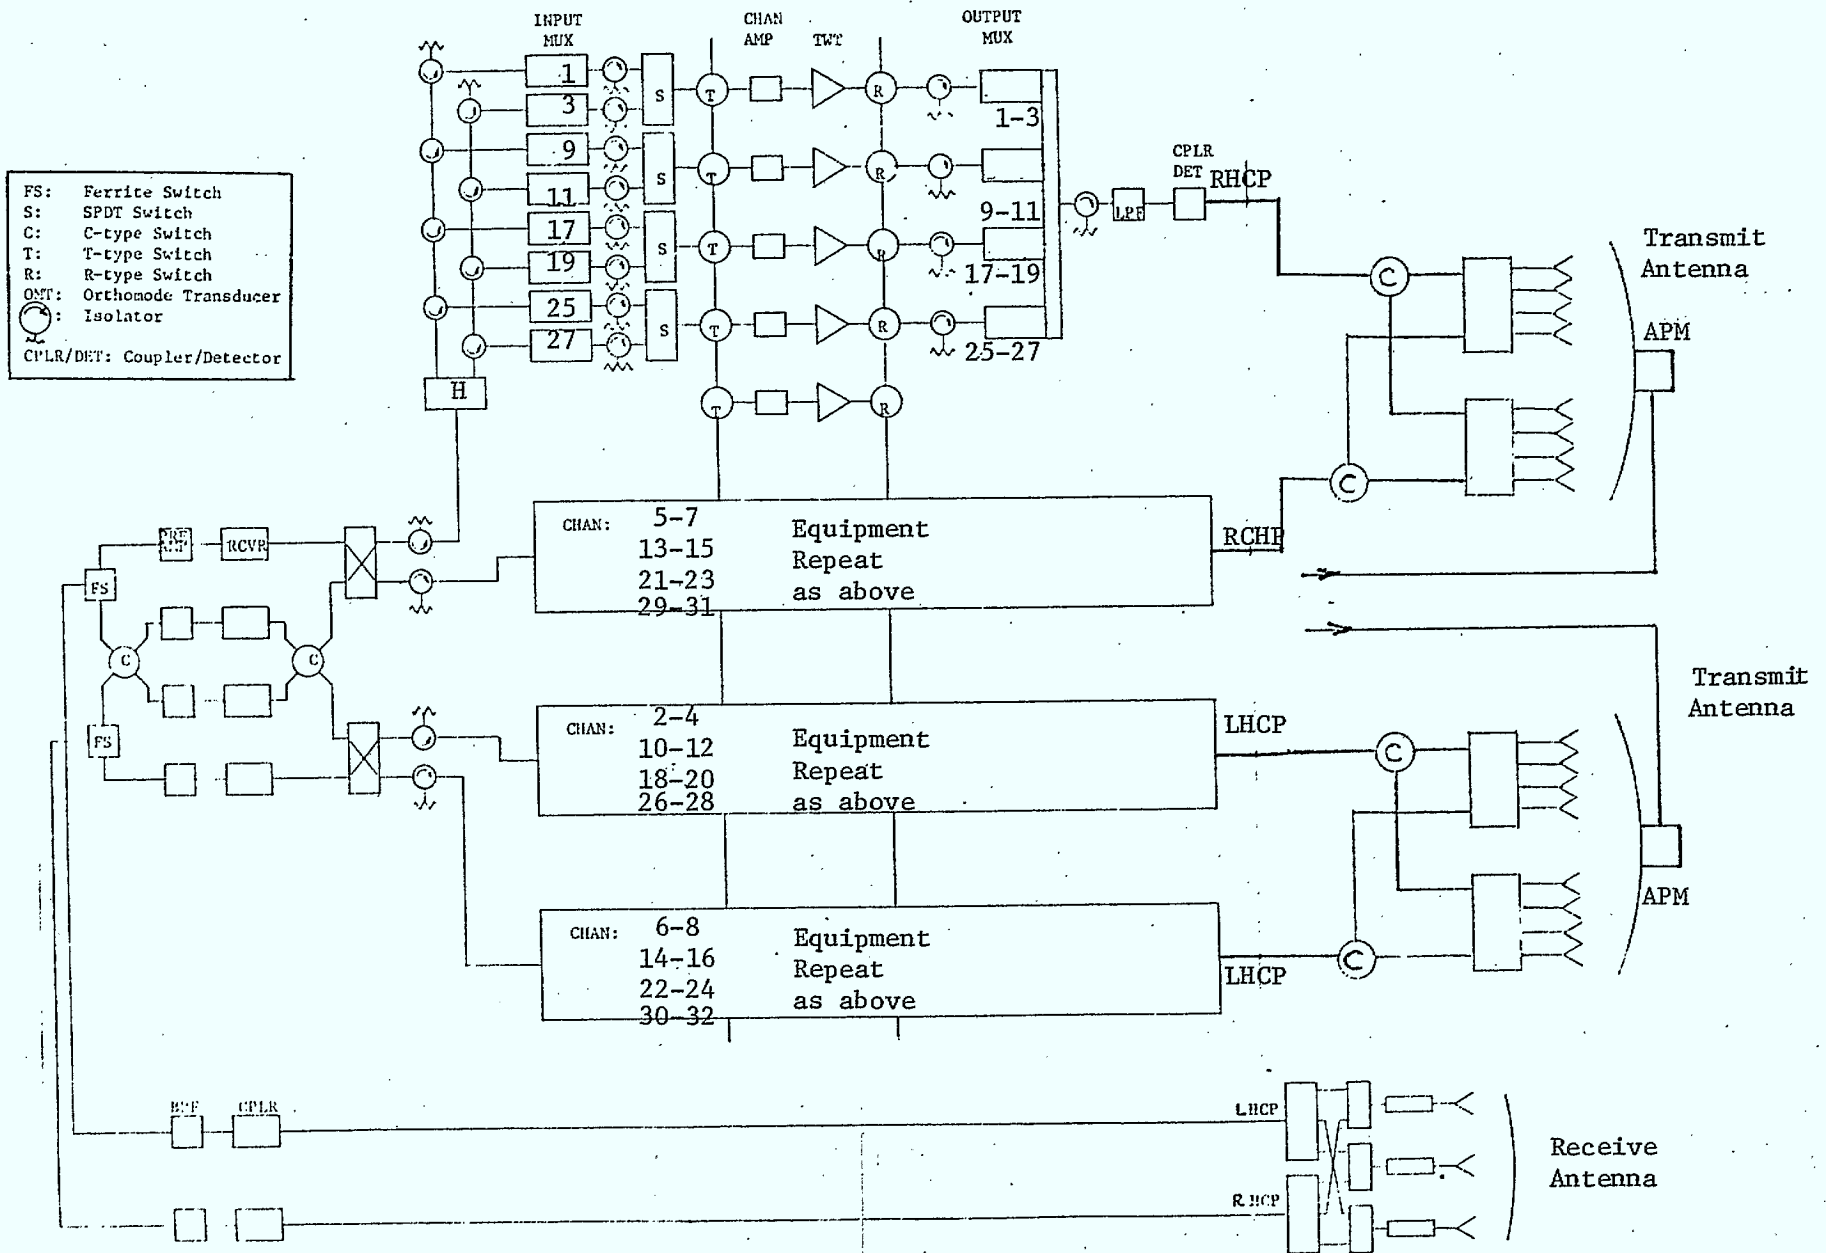 INPUT
MUX
CHAN
AMP
TWT
OUTPUT
MUX
1
3
9
11
17
19
25
27
S
S
S
S
T
T
T
T
T
R
R
R
R
R
1-3
9-11
17-19
25-27
H
LPF
CPLR
DET
RHCP
C
C
Transmit
Antenna
APM
FS: Ferrite Switch
S: SPDT Switch
C: C-type Switch
T: T-type Switch
R: R-type Switch
OMT: Orthomode Transducer
: Isolator
CPLR/DET: Coupler/Detector
PRE
AMP
RCVR
FS
C
C
FS
CHAN: 5-7
13-15
21-23
29-31
Equipment
Repeat
as above
RCHP
CHAN: 2-4
10-12
18-20
26-28
Equipment
Repeat
as above
LHCP
C
C
Transmit
Antenna
APM
CHAN: 6-8
14-16
22-24
30-32
Equipment
Repeat
as above
LHCP
BPF
CPLR
LHCP
RHCP
Receive
Antenna